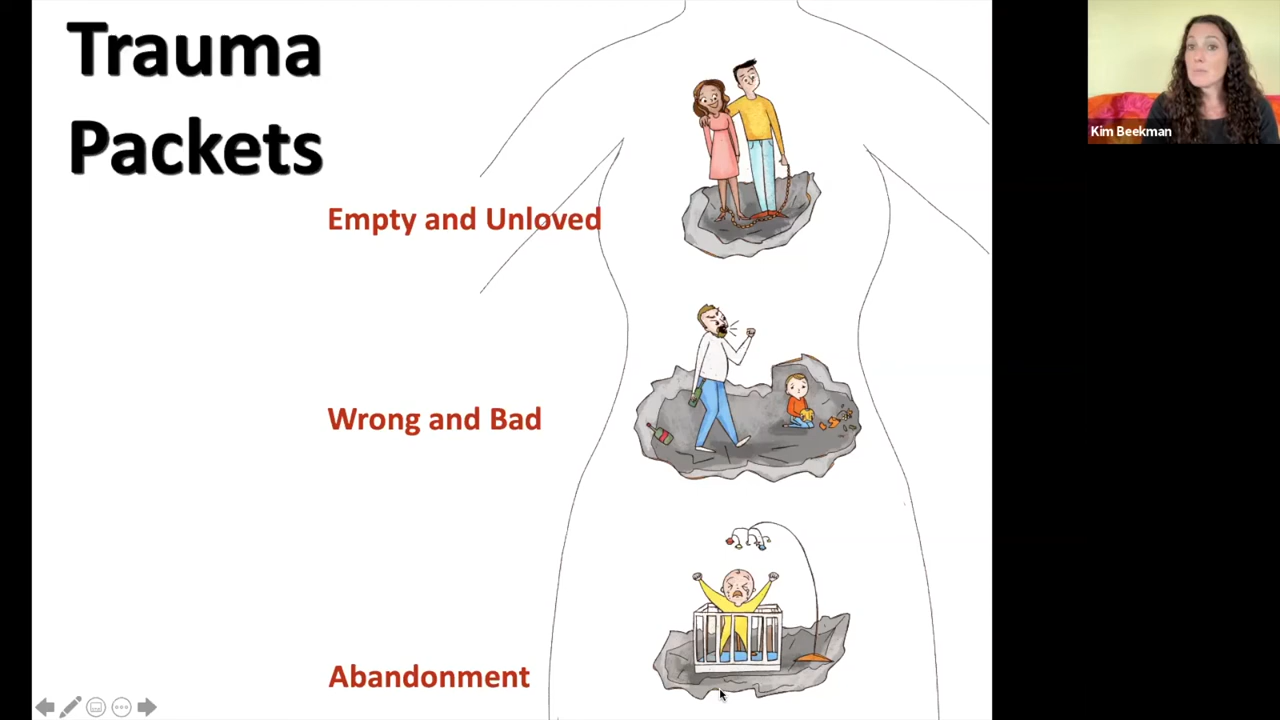 Trauma
Packets
Kim Beekman
Empty and Unloved
Wrong and Bad
Abandonment